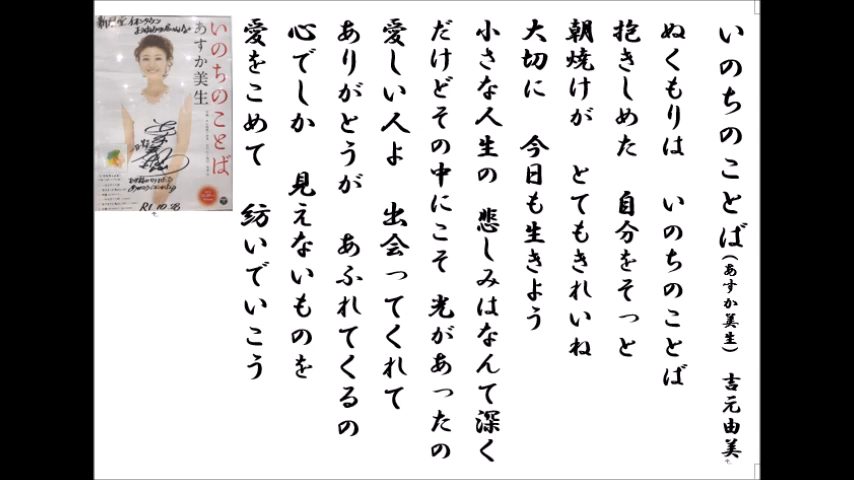 いのちのことば(あすか美生) 吉元由美
ぬくもりは いのちのことば
抱きしめた 自分をそっと
朝焼けが とてもきれいね
大切に 今日も生きよう
小さな人生の 悲しみはなんて深く
だけどその中にこそ 光があったの
愛しい人よ 出会ってくれて
ありがとうが あふれてくるの
心でしか 見えないものを
愛をこめて 紡いでいこう
いのちのことば
あすか美生
R1.10.28